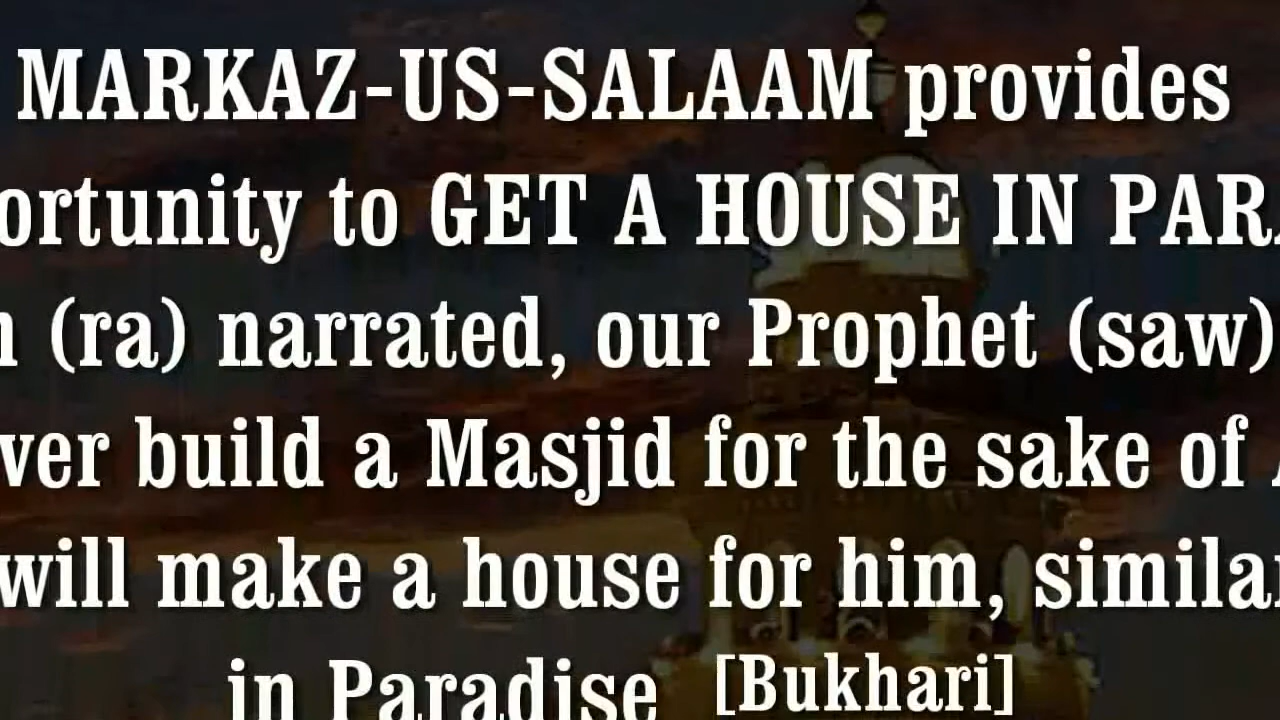 MARKAZ-US-SALAAM provides
ortunity to GET A HOUSE IN PAR
(ra) narrated, our Prophet (saw)
ver build a Masjid for the sake of
will make a house for him, simila
in Paradise [Bukhari]